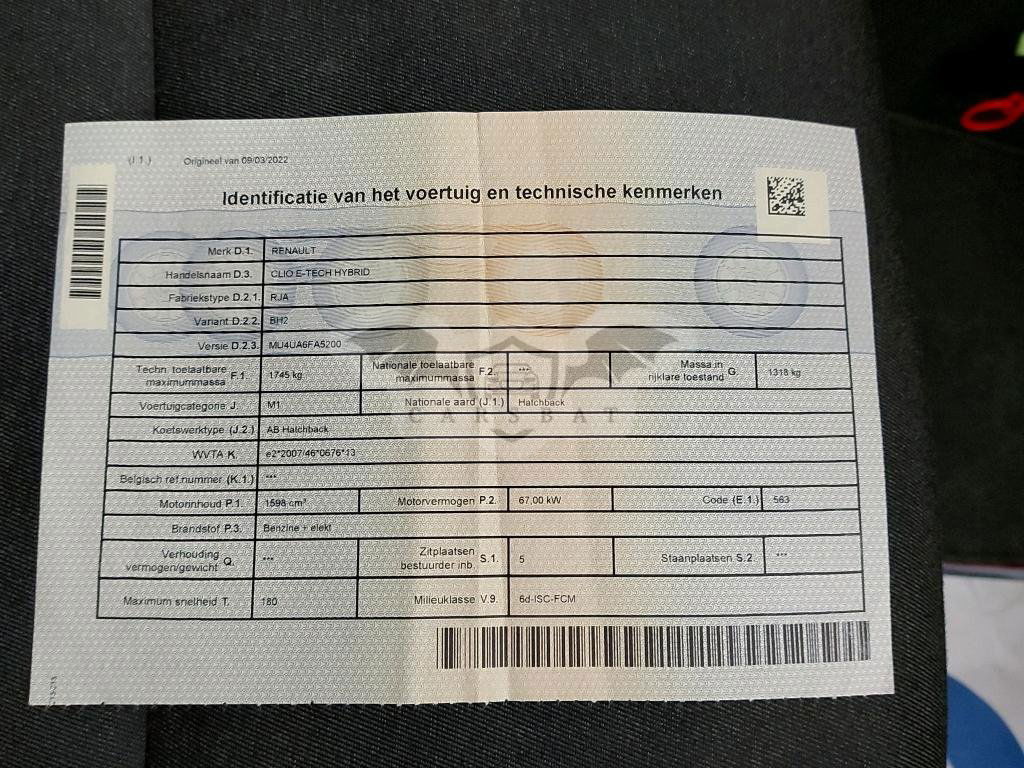 (J.1.) Origineel van 09/03/2022
Identificatie van het voertuig en technische kenmerken
Merk D.1. RENAULT
Handelsnaam D.3. CLIO E-TECH HYBRID
Fabriekstype D.2.1. RJA
Variant D.2.2. BH2
Versie D.2.3. MU4UA6FA5200
Techn. toelaatbare maximummassa F.1. 1745 kg Nationale toelaatbare maximummassa F.2. *** Massa in rijklare toestand G. 1318 kg
Voertuigcategorie J. M1 Nationale aard (J.1.) Hatchback
CARSBAT
Koetswerktype (J.2.) AB Hatchback
WVTA K. e2*2007/46*0676*13
Belgisch ref.nummer (K.1.) ***
Motorinhoud P.1. 1598 cm³ Motorvermogen P.2. 67,00 kW Code (E.1.) 563
Brandstof P.3. Benzine + elekt
Verhouding vermogen/gewicht Q. *** Zitplaatsen bestuurder inb. S.1. 5 Staanplaatsen S.2. ***
Maximum snelheid T. 180 Milieuklasse V.9. 6d-ISC-FCM